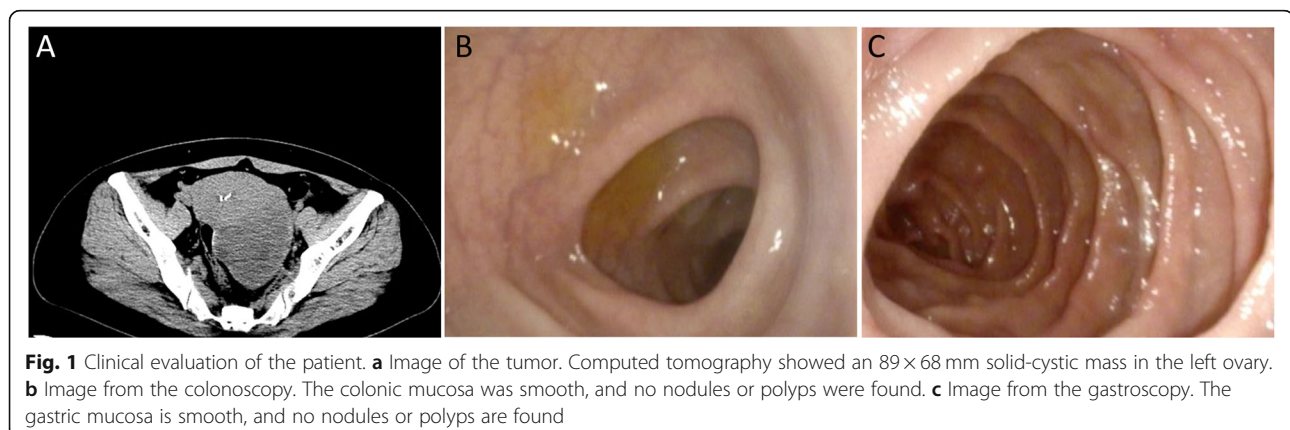 A
B
C
Fig. 1 Clinical evaluation of the patient. a Image of the tumor. Computed tomography showed an 89 × 68 mm solid-cystic mass in the left ovary.
b Image from the colonoscopy. The colonic mucosa was smooth, and no nodules or polyps were found. c Image from the gastroscopy. The
gastric mucosa is smooth, and no nodules or polyps are found